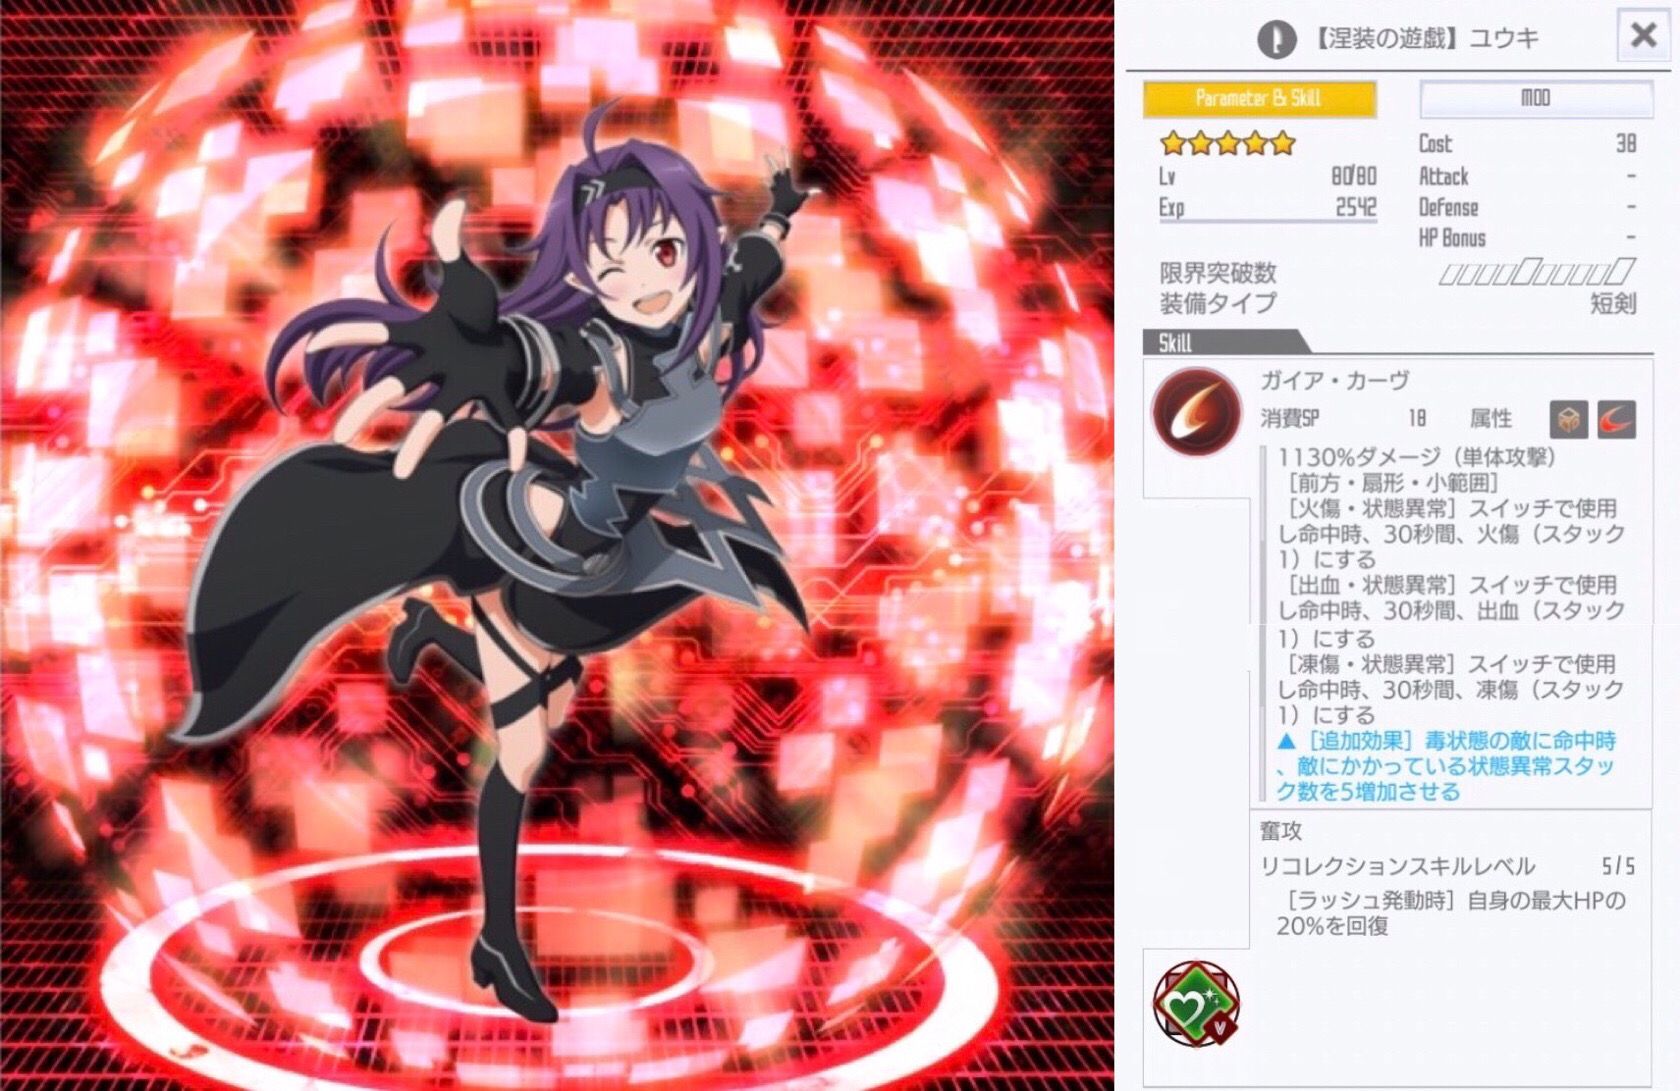 【涅装の遊戯】ユウキ
Parameter & Skill
MOD
Lv 80/80
Exp 2542
Cost 38
Attack -
Defense -
HP Bonus -
限界突破数
装備タイプ 短剣
Skill
ガイア・カーヴ
消費SP 18 属性
1130%ダメージ（単体攻撃）
［前方・扇形・小範囲］
［火傷・状態異常］スイッチで使用
し命中時、30秒間、火傷（スタック
1）にする
［出血・状態異常］スイッチで使用
し命中時、30秒間、出血（スタック
1）にする
［凍傷・状態異常］スイッチで使用
し命中時、30秒間、凍傷（スタック
1）にする
▲［追加効果］毒状態の敵に命中時
、敵にかかっている状態異常スタッ
ク数を5増加させる
奮攻
リコレクションスキルレベル 5/5
［ラッシュ発動時］自身の最大HPの
20%を回復
V